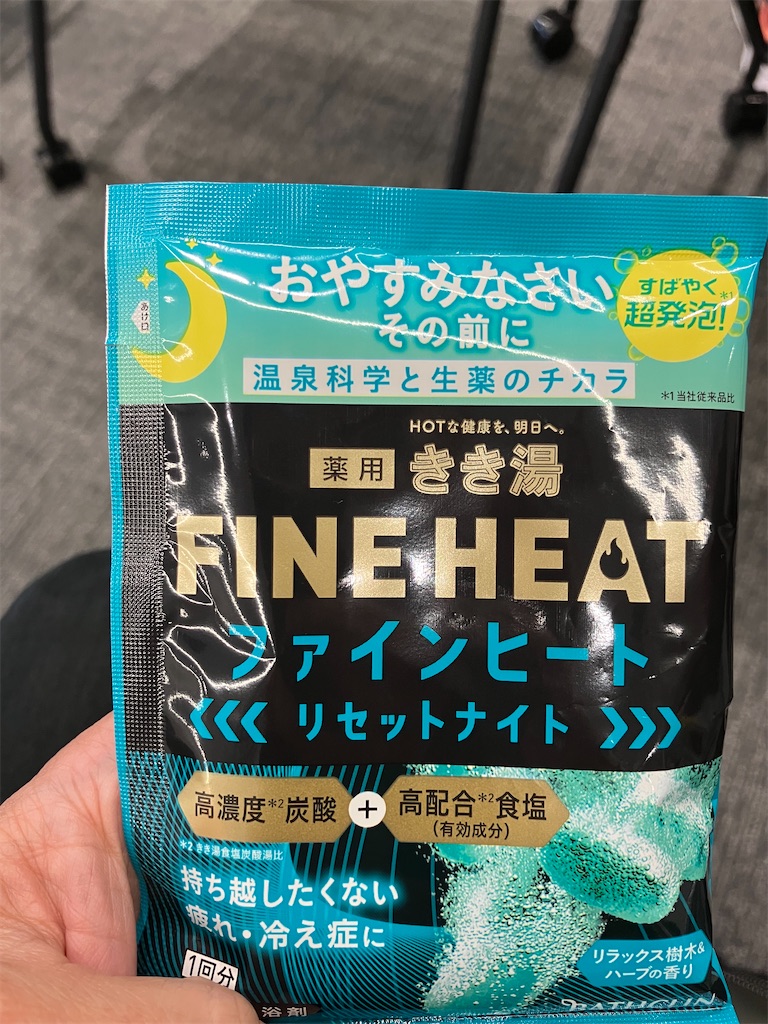 おやすみなさい
その前に
すばやく
超発泡!*1
あけ口
温泉科学と生薬のチカラ
*1 当社従来品比
HOTな健康を、明日へ。
薬用 きき湯
FINE HEAT
ファインヒート
リセットナイト
高濃度*2炭酸 + 高配合*2食塩
(有効成分)
*2 きき湯食塩炭酸湯比
持ち越したくない
疲れ・冷え症に
リラックス樹木&
ハーブの香り
1回分
浴剤
BATHCLIN